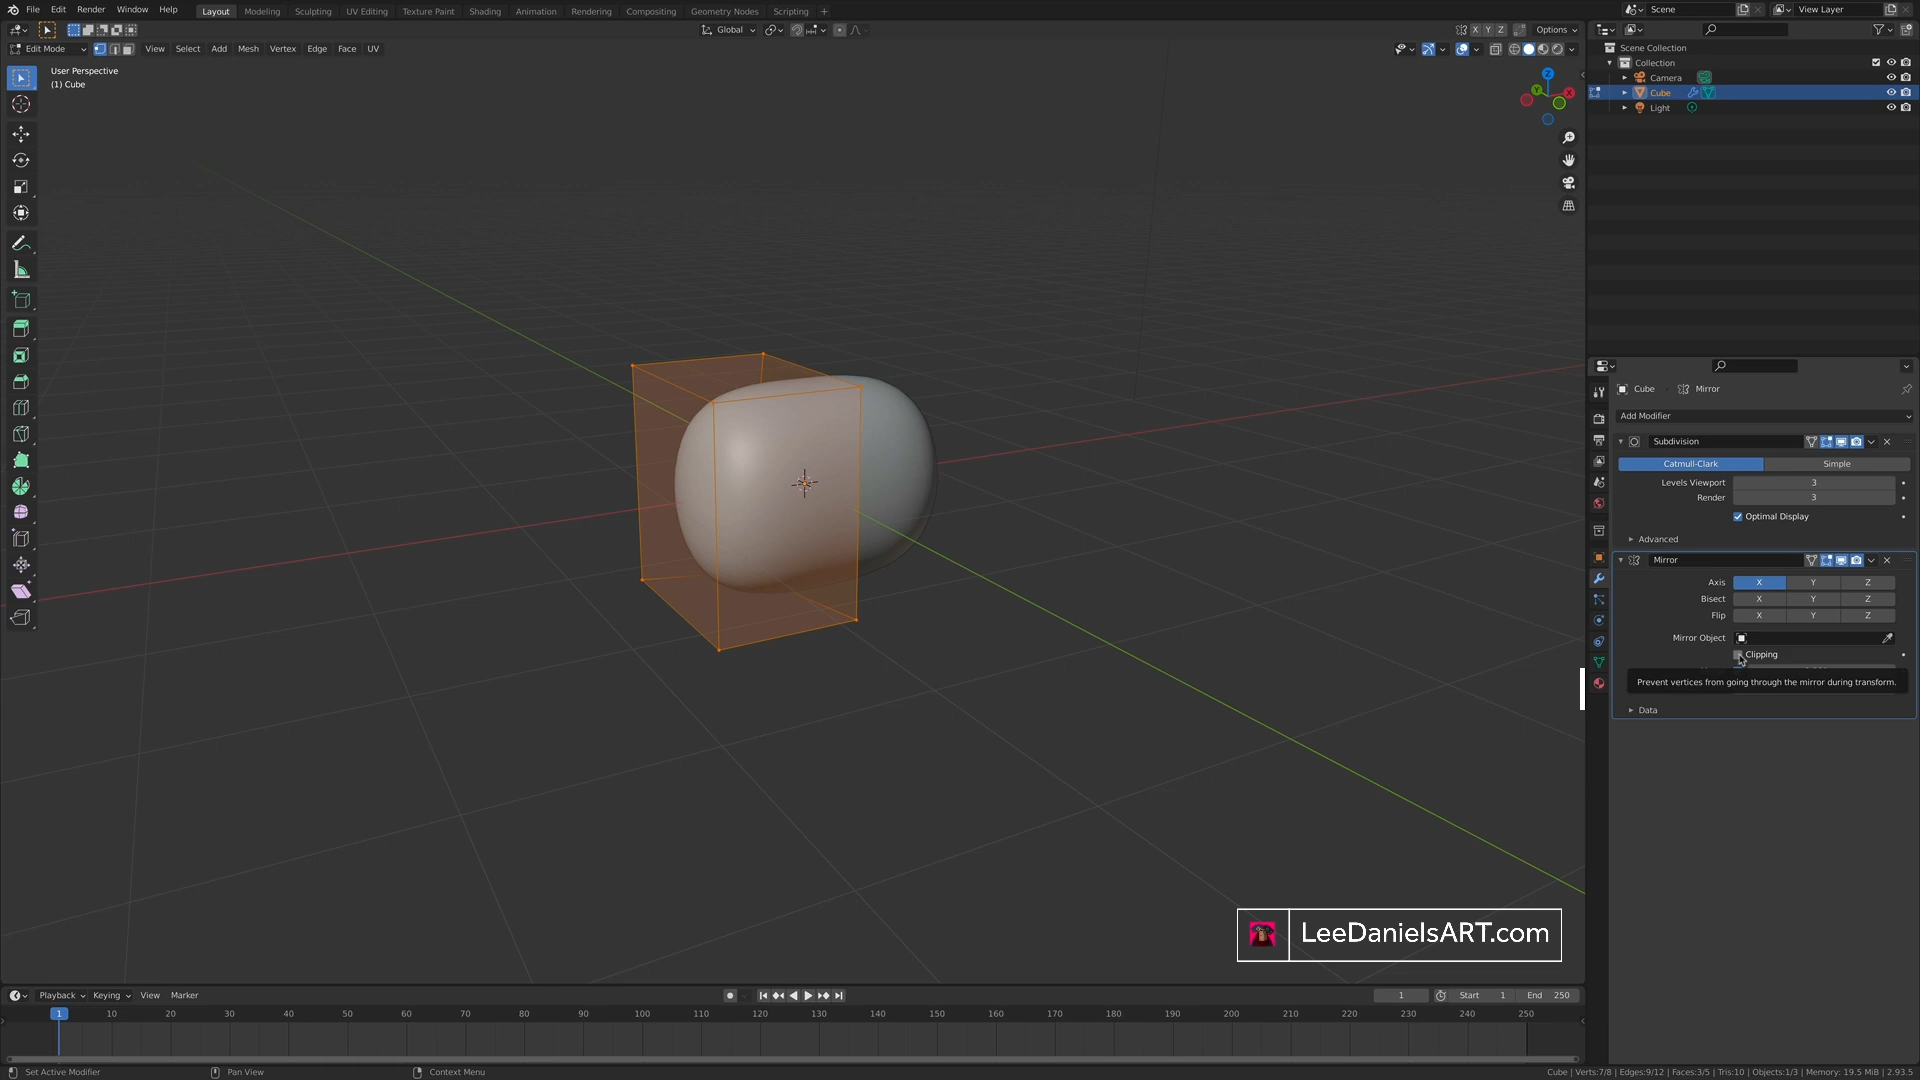 File Edit Render Window Help Layout Modeling Sculpting UV Editing Texture Paint Shading Animation Rendering Compositing Geometry Nodes Scripting + Scene View Layer
Global X Y Z Options
Edit Mode View Select Add Mesh Vertex Edge Face UV
User Perspective
(1) Cube
Z
Y X
Scene Collection
Collection
Camera
Cube
Light
Cube Mirror
Add Modifier
Subdivision
Catmull-Clark Simple
Levels Viewport 3
Render 3
Optimal Display
Advanced
Mirror
Axis X Y Z
Bisect X Y Z
Flip X Y Z
Mirror Object
Clipping
Prevent vertices from going through the mirror during transform.
Data
LeeDanielsART.com
Playback Keying View Marker 1 Start 1 End 250
1 10 20 30 40 50 60 70 80 90 100 110 120 130 140 150 160 170 180 190 200 210 220 230 240 250
Set Active Modifier Pan View Context Menu Cube | Verts:7/8 | Edges:9/12 | Faces:3/5 | Tris:10 | Objects:1/3 | Memory: 19.5 MiB | 2.93.5